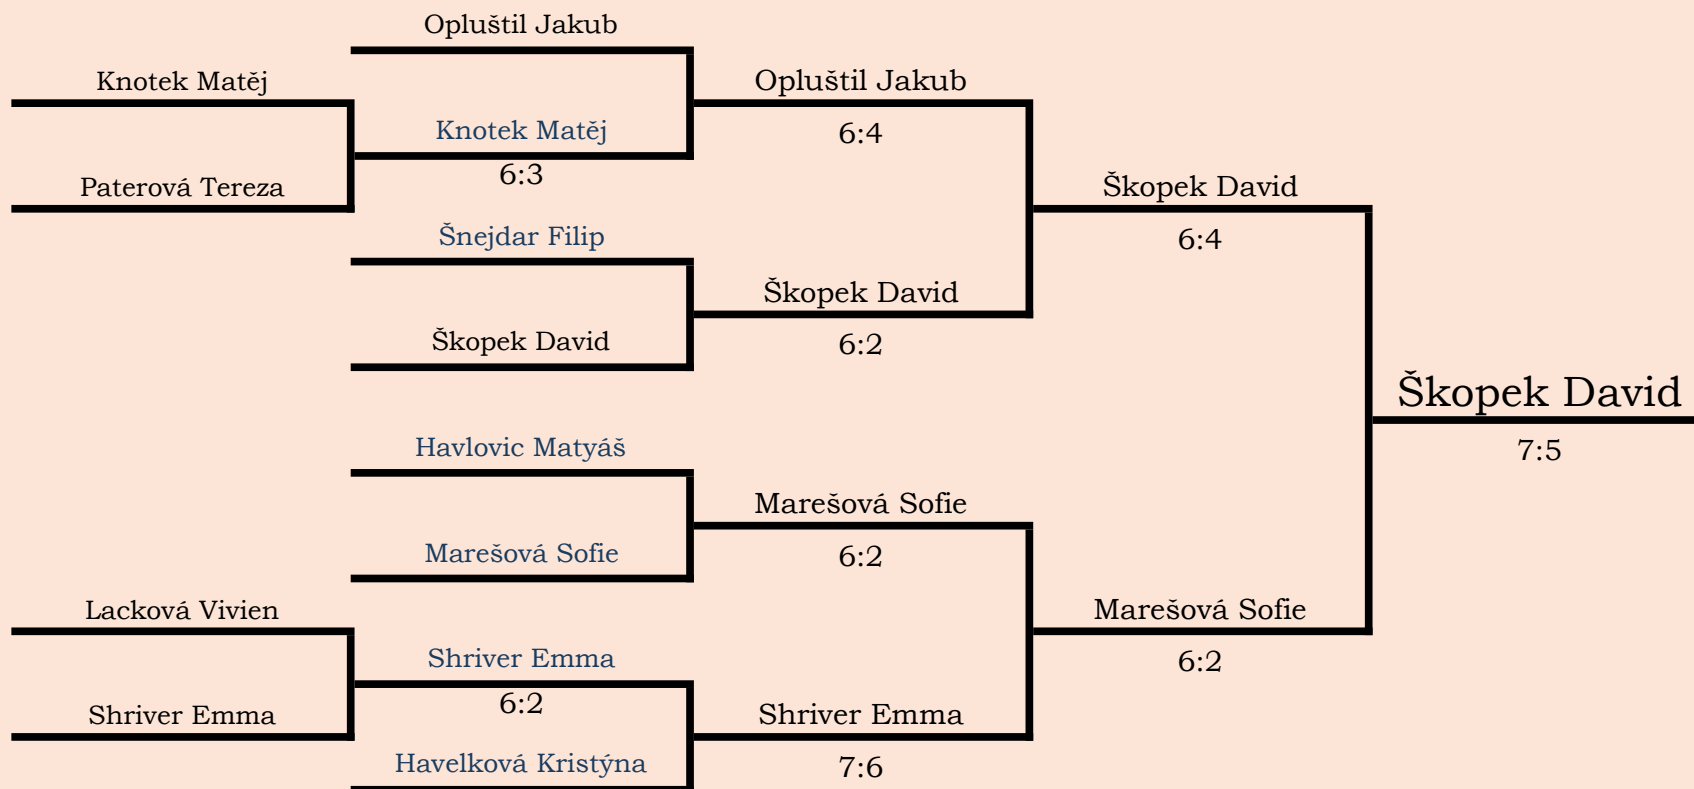 Opluštil Jakub
Knotek Matěj
Opluštil Jakub
Knotek Matěj
6:4
6:3
Paterová Tereza
Škopek David
Šnejdar Filip
6:4
Škopek David
Škopek David
6:2
Škopek David
Havlovic Matyáš
7:5
Marešová Sofie
Marešová Sofie
6:2
Lacková Vivien
Marešová Sofie
Shriver Emma
6:2
6:2
Shriver Emma
Shriver Emma
Havelková Kristýna
7:6